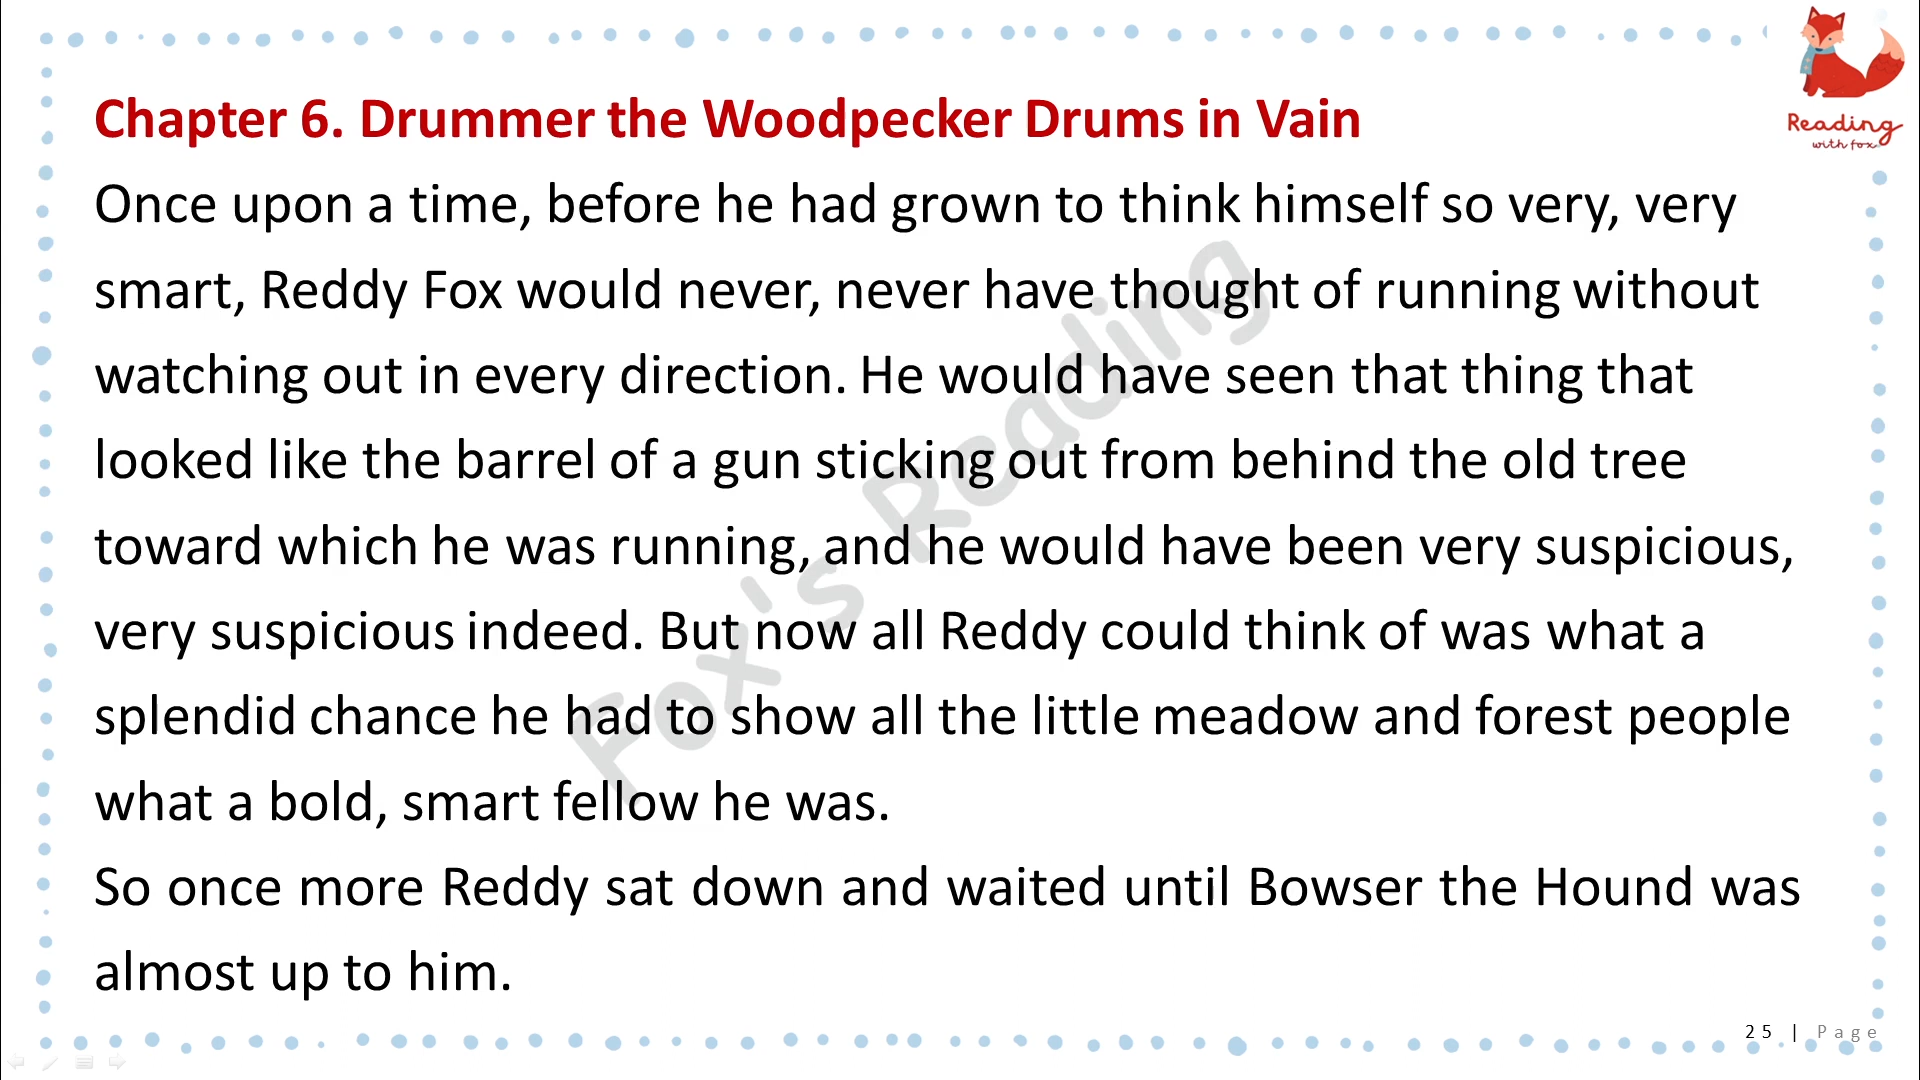 Chapter 6. Drummer the Woodpecker Drums in Vain
Once upon a time, before he had grown to think himself so very, very
smart, Reddy Fox would never, never have thought of running without
watching out in every direction. He would have seen that thing that
looked like the barrel of a gun sticking out from behind the old tree
toward which he was running, and he would have been very suspicious,
very suspicious indeed. But now all Reddy could think of was what a
splendid chance he had to show all the little meadow and forest people
what a bold, smart fellow he was.
So once more Reddy sat down and waited until Bowser the Hound was
almost up to him.
Reading
with fox
Fox's Reading
25 | Page